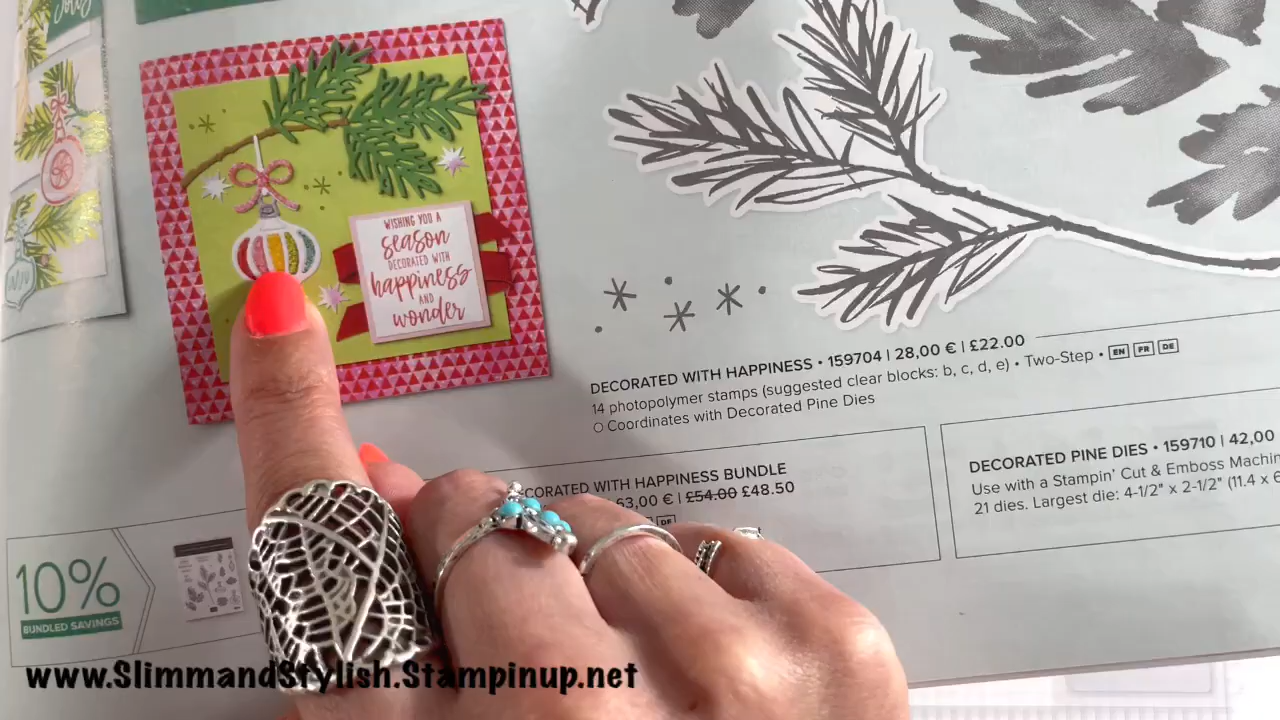 WISHING YOU A
season
DECORATED WITH
happiness
AND
wonder
DECORATED WITH HAPPINESS • 159704 | 28,00 € | £22.00
14 photopolymer stamps (suggested clear blocks: b, c, d, e) • Two-Step • EN FR DE
Coordinates with Decorated Pine Dies
CORATED WITH HAPPINESS BUNDLE
53,00 € | £54.00 £48.50
DE
DECORATED PINE DIES • 159710 | 42,00
Use with a Stampin' Cut & Emboss Machin
21 dies. Largest die: 4-1/2" x 2-1/2" (11.4 x 6
10%
BUNDLED SAVINGS
www.SlimmandStylish.Stampinup.net